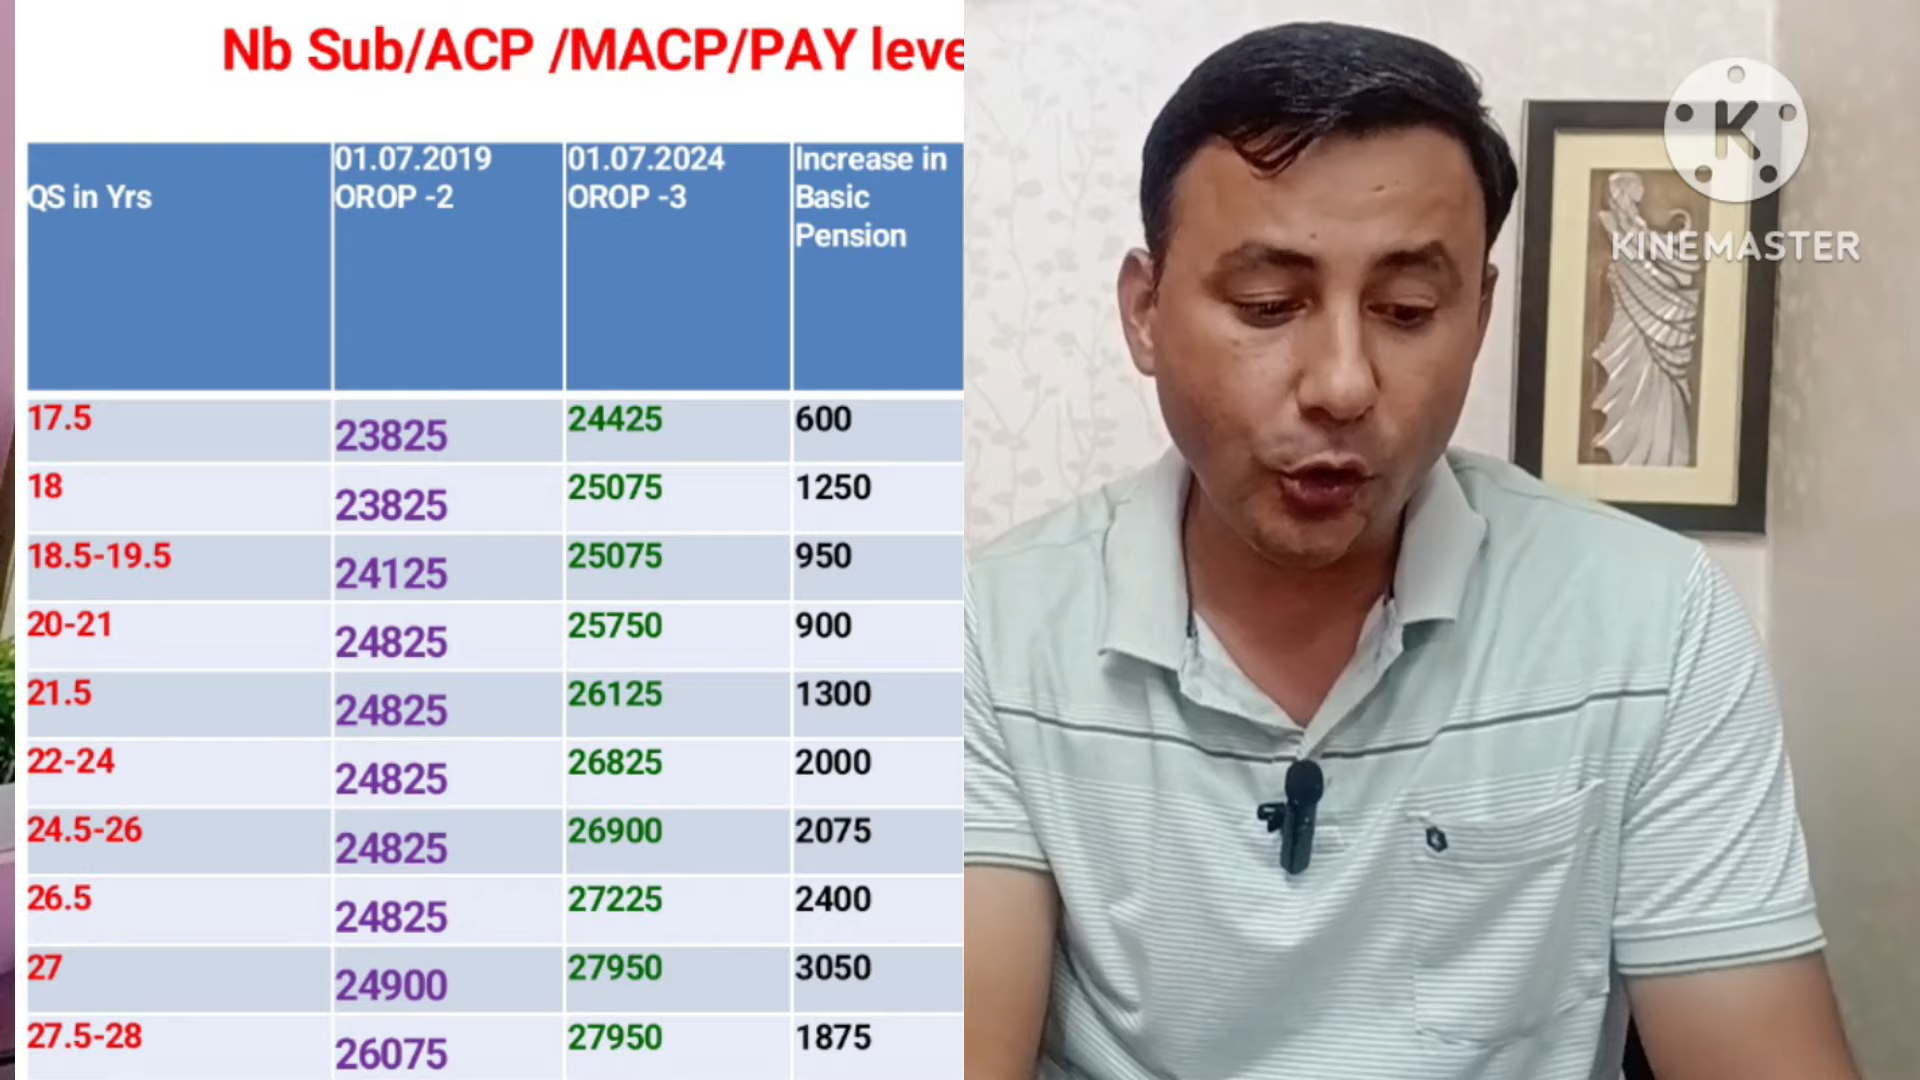 Nb Sub/ACP /MACP/PAY leve
QS in Yrs
01.07.2019
OROP -2
01.07.2024
OROP -3
Increase in
Basic
Pension
17.5 23825 24425 600
18 23825 25075 1250
18.5-19.5 24125 25075 950
20-21 24825 25750 900
21.5 24825 26125 1300
22-24 24825 26825 2000
24.5-26 24825 26900 2075
26.5 24825 27225 2400
27 24900 27950 3050
27.5-28 26075 27950 1875
K
KINEMASTER